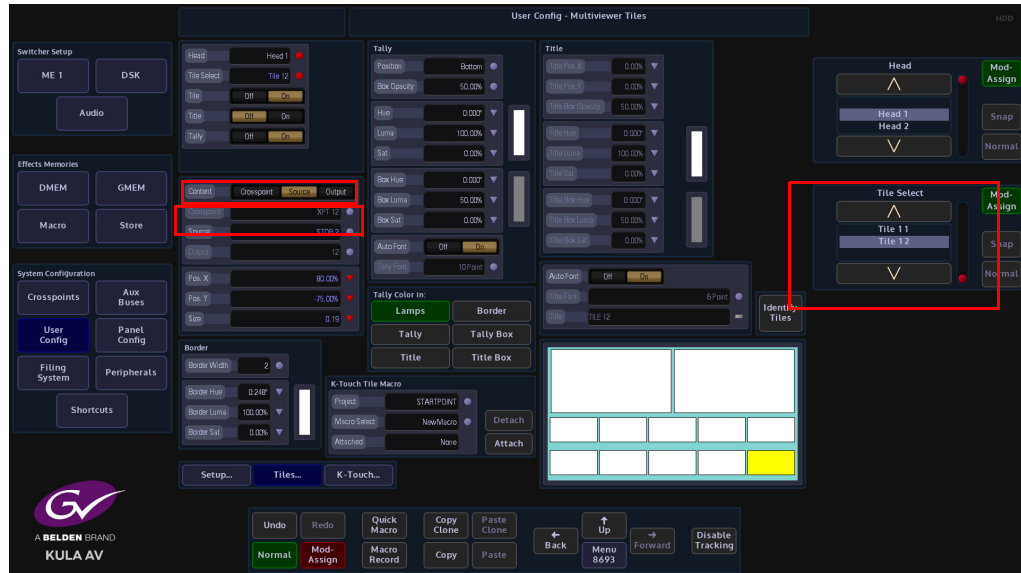 User Config - Multiviewer Tiles
HDD
Switcher Setup
ME 1
DSK
Audio
Effects Memories
DMEM
GMEM
Macro
Store
System Configuration
Crosspoints
Aux Buses
User Config
Panel Config
Filing System
Peripherals
Shortcuts
Head Head 1
Tile Select Tile 12
Tile Off On
Title Off On
Tally Off On
Content Crosspoint Source Output
Crosspoint XPT 12
Source STDB 2
Output 12
Pos. X 80.00%
Pos. Y -75.00%
Size 0.19
Border
Border Width 2
Border Hue 0.248°
Border Luma 100.00%
Border Sat 0.00%
Tally
Position Bottom
Box Opacity 50.00%
Hue 0.000°
Luma 100.00%
Sat 0.00%
Box Hue 0.000°
Box Luma 50.00%
Box Sat 0.00%
Auto Font Off On
Tally Font 10 Point
Tally Color in:
Lamps
Border
Tally
Tally Box
Title
Title Box
K-Touch Tile Macro
Project STARTPOINT
Macro Select NewMacro
Attached None
Detach
Attach
Title
Title Pos.X 0.00%
Title Pos.Y 0.00%
Title Box Opacity 50.00%
Title Hue 0.000°
Title Luma 100.00%
Title Sat 0.00%
Title Box Hue 0.000°
Title Box Luma 50.00%
Title Box Sat 0.00%
Auto Font Off On
Title Font 6 Point
Title TILE 12
Identify Tiles
Head
Head 1
Head 2
Mod-Assign
Snap
Normal
Tile Select
Tile 11
Tile 12
Mod-Assign
Snap
Normal
Setup...
Tiles...
K-Touch...
GV
A BELDEN BRAND
KULA AV
Undo
Redo
Quick Macro
Copy Clone
Paste Clone
Normal
Mod-Assign
Macro Record
Copy
Paste
Back
Up
Menu 8693
Forward
Disable Tracking